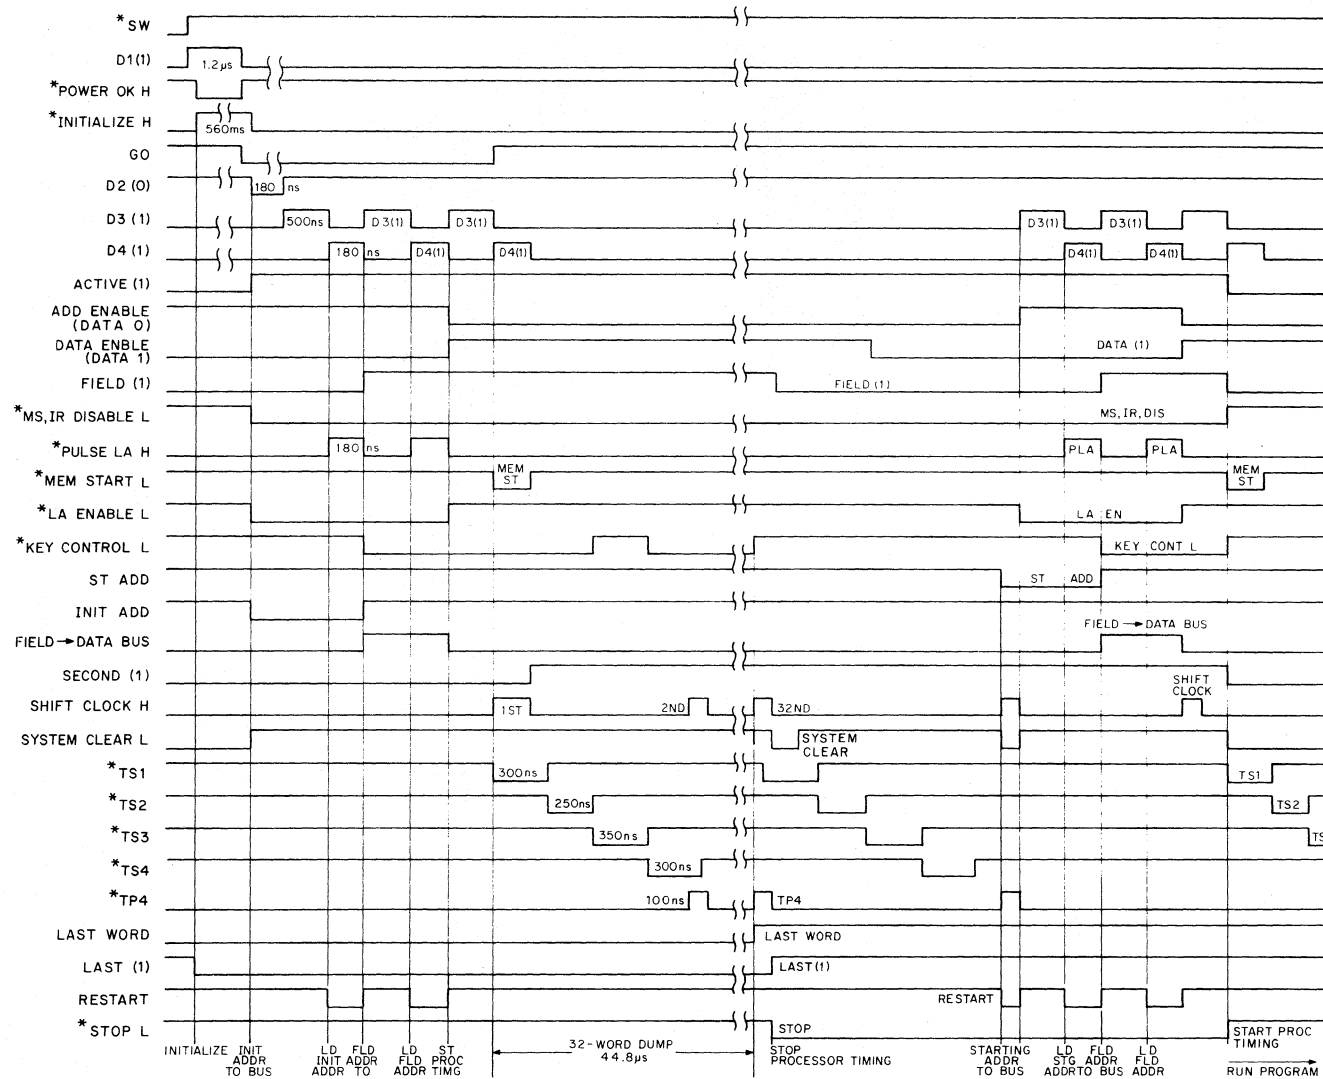 *SW
D1(1)
1.2µs
*POWER OK H
*INITIALIZE H
560ms
GO
D2(0)
180 ns
D3(1)
500ns D3(1) D3(1) D3(1) D3(1)
D4(1)
180 ns D4(1) D4(1) D4(1) D4(1)
ACTIVE (1)
ADD ENABLE
(DATA 0)
DATA ENBLE
(DATA 1)
DATA (1)
FIELD (1)
FIELD (1)
*MS,IR DISABLE L
MS, IR, DIS
*PULSE LA H
180 ns PLA PLA
*MEM START L
MEM
ST
MEM
ST
*LA ENABLE L
LA EN
*KEY CONTROL L
KEY CONT L
ST ADD
ST ADD
INIT ADD
FIELD→DATA BUS
FIELD → DATA BUS
SECOND (1)
SHIFT
CLOCK
SHIFT CLOCK H
1ST 2ND 32ND
SYSTEM CLEAR L
SYSTEM
CLEAR
*TS1
300ns TS1
*TS2
250ns TS2
*TS3
350ns TS
*TS4
300ns
*TP4
100ns TP4
LAST WORD
LAST WORD
LAST (1)
LAST(1)
RESTART
RESTART
*STOP L
STOP
START PROC
TIMING
INITIALIZE
INIT
ADDR
TO BUS
LD
INIT
ADDR
FLD
ADDR
TO
LD
FLD
ADDR
ST
PROC
TIMG
32-WORD DUMP
44.8µs
STOP
PROCESSOR TIMING
STARTING
ADDR
TO BUS
LD
STG
ADDR
FLD
ADDR
TO BUS
LD
FLD
ADDR
RUN PROGRAM